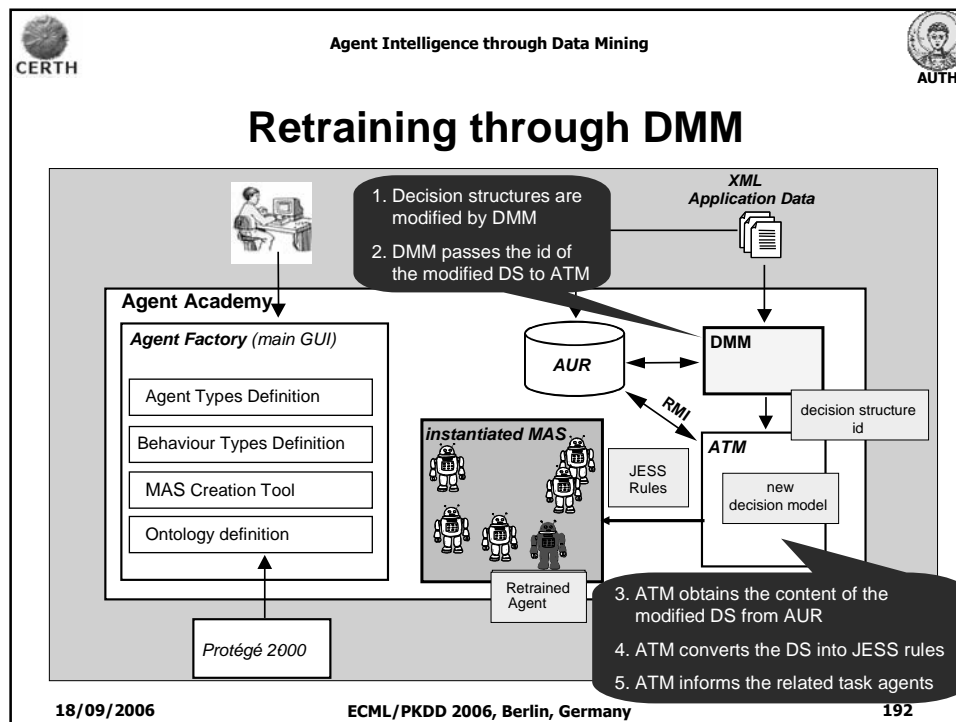 CERTH
Agent Intelligence through Data Mining
AUTH
Retraining through DMM
1. Decision structures are
modified by DMM
2. DMM passes the id of
the modified DS to ATM
XML
Application Data
Agent Academy
Agent Factory (main GUI)
Agent Types Definition
Behaviour Types Definition
MAS Creation Tool
Ontology definition
Protégé 2000
AUR
DMM
decision structure
id
RMI
ATM
new
decision model
JESS
Rules
instantiated MAS
Retrained
Agent
3. ATM obtains the content of the
modified DS from AUR
4. ATM converts the DS into JESS rules
5. ATM informs the related task agents
18/09/2006
ECML/PKDD 2006, Berlin, Germany
192